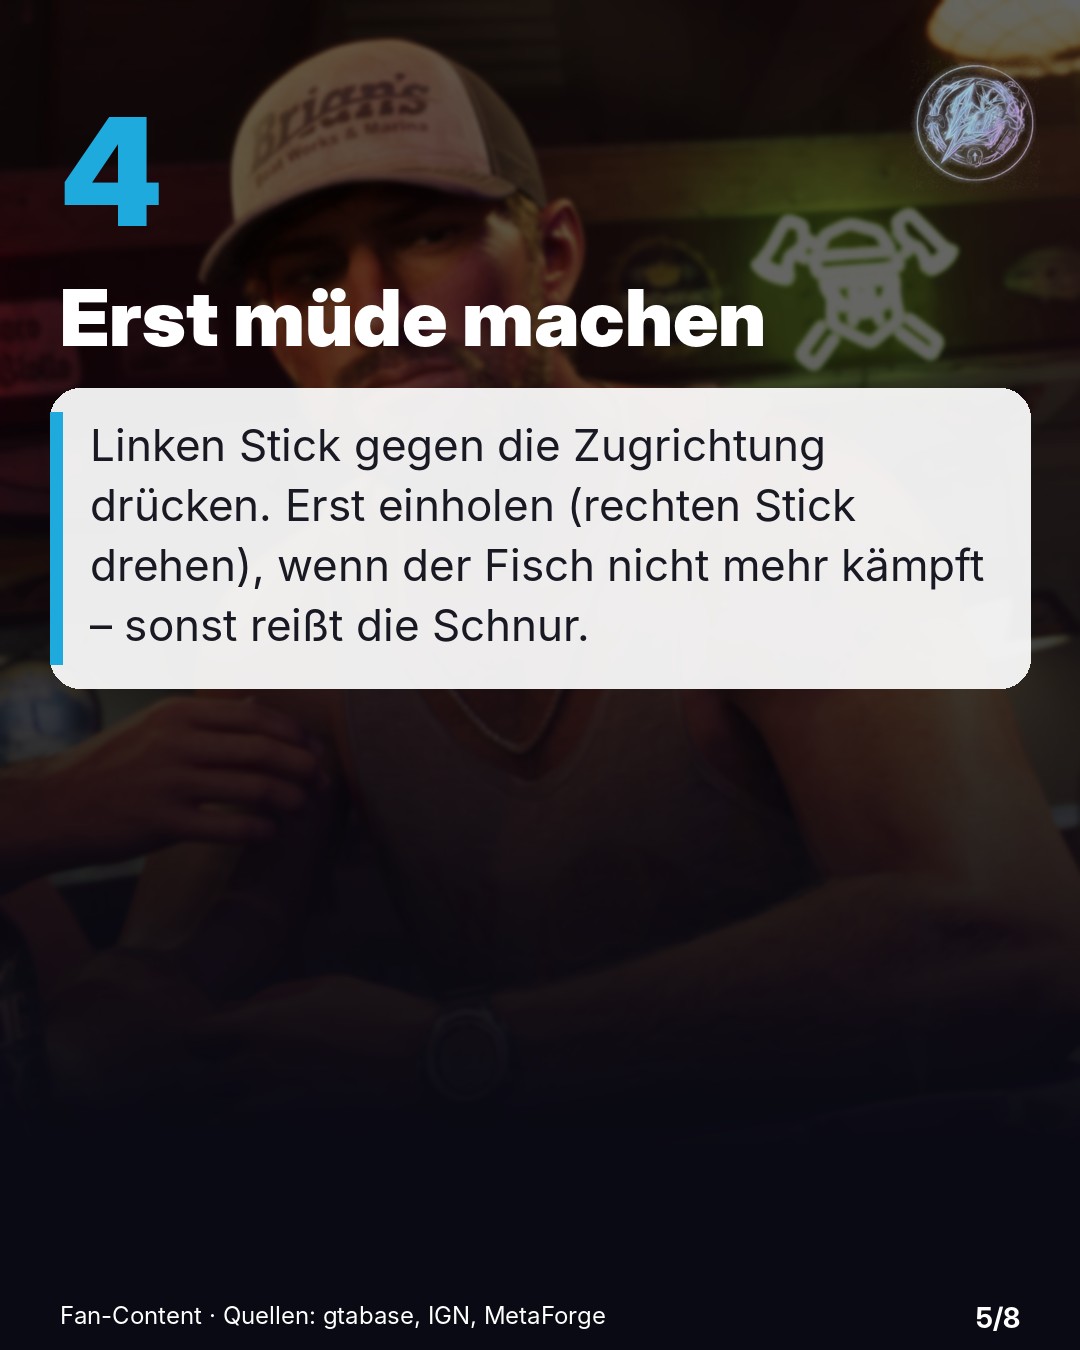 Brian's
4
Erst müde machen
Linken Stick gegen die Zugrichtung
drücken. Erst einholen (rechten Stick
drehen), wenn der Fisch nicht mehr kämpft
– sonst reißt die Schnur.
Fan-Content · Quellen: gtabase, IGN, MetaForge
5/8